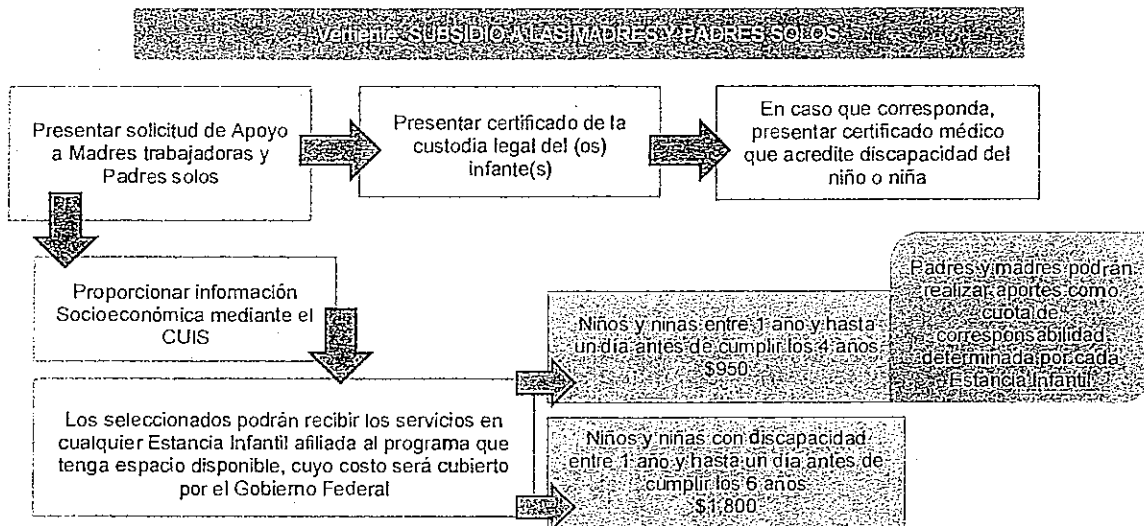 Vertiente: SUBSIDIO A LAS MADRES Y PADRES SOLOS
Presentar solicitud de Apoyo
a Madres trabajadoras y
Padres solos
Presentar certificado de la
custodia legal del (os)
infante(s)
En caso que corresponda,
presentar certificado médico
que acredite discapacidad del
niño o niña
Proporcionar información
Socioeconómica mediante el
CUIS
Los seleccionados podrán recibir los servicios en
cualquier Estancia Infantil afiliada al programa que
tenga espacio disponible, cuyo costo será cubierto
por el Gobierno Federal
Niños y ninas entre 1 ano y hasta
un día antes de cumplir los 4 años
$950
Niños y niñas con discapacidad
entre 1 año y hasta un día antes de
cumplir los 6 años
$1,800
Padres y madres podrán
realizar aportes como
cuota de
corresponsabilidad
determinada por cada
Estancia Infantil